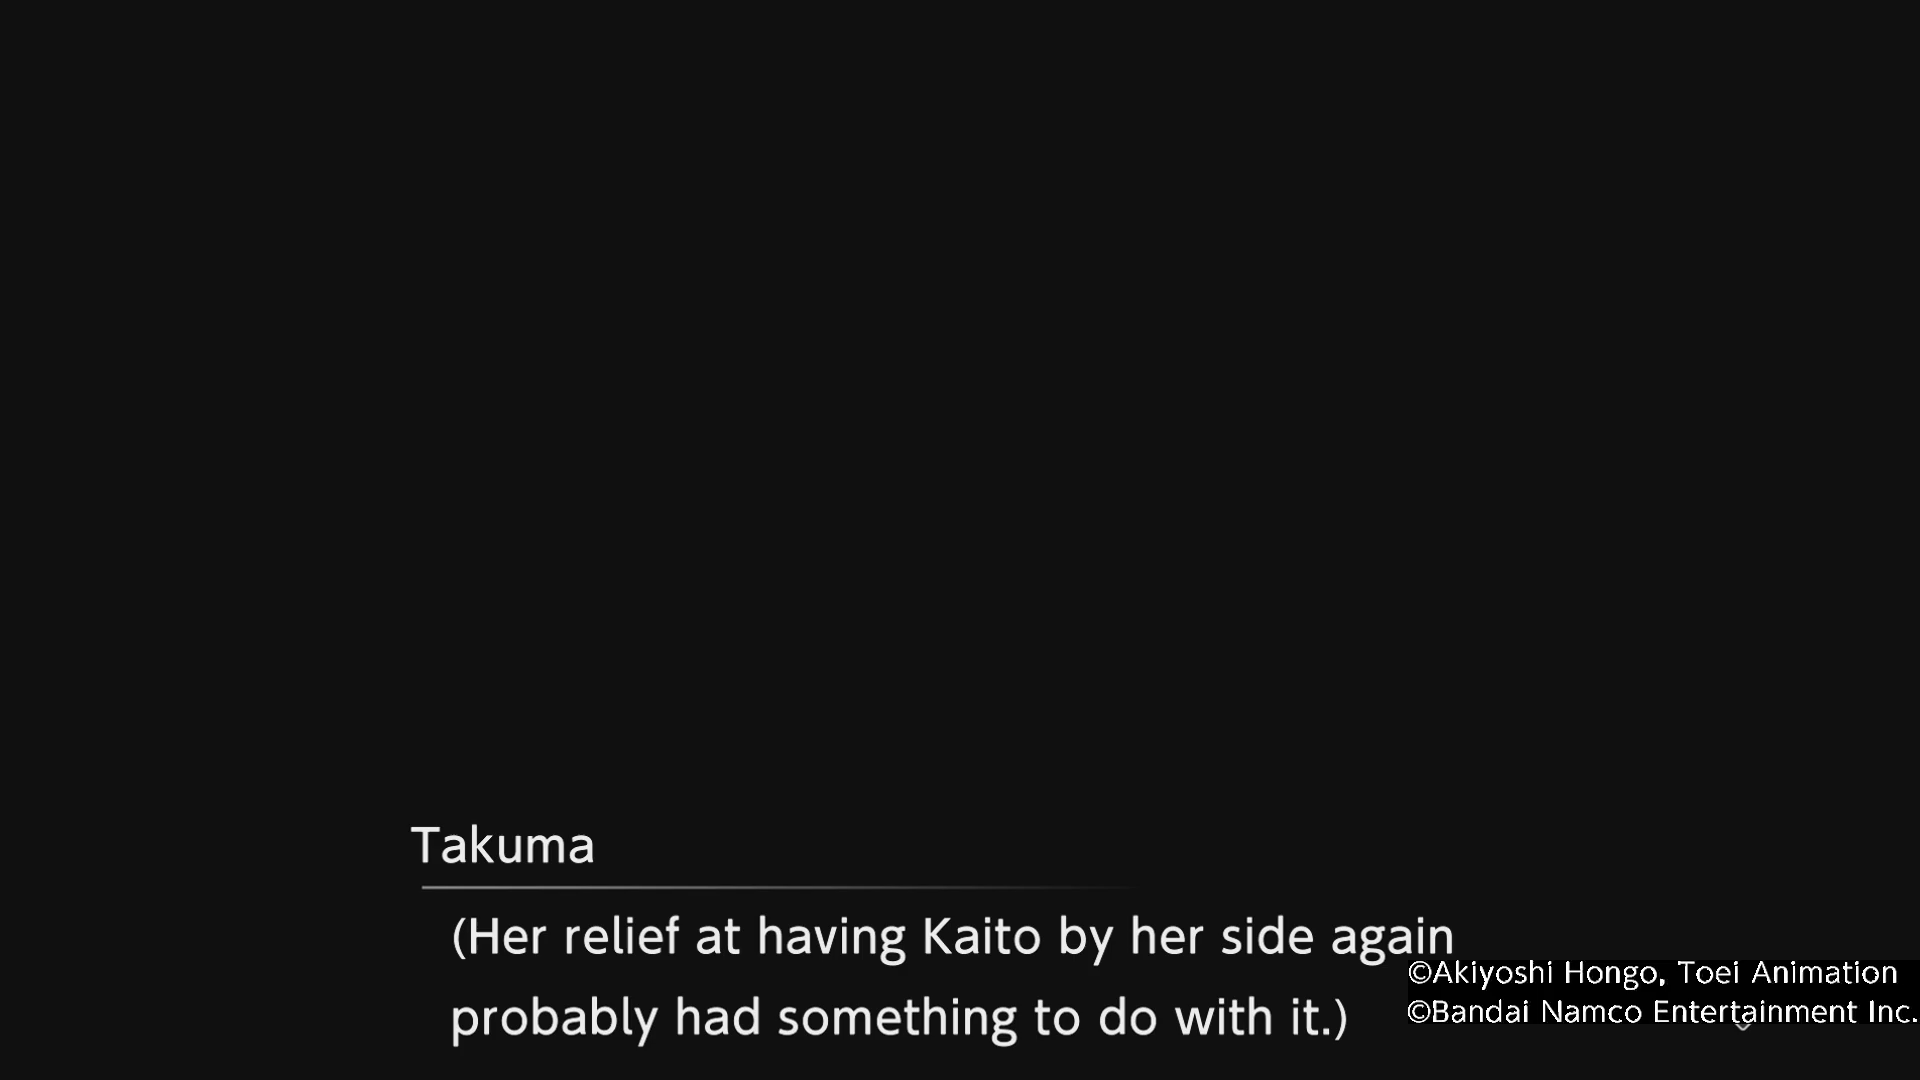 Takuma
(Her relief at having Kaito by her side again
probably had something to do with it.)
©Akiyoshi Hongo, Toei Animation
©Bandai Namco Entertainment Inc.